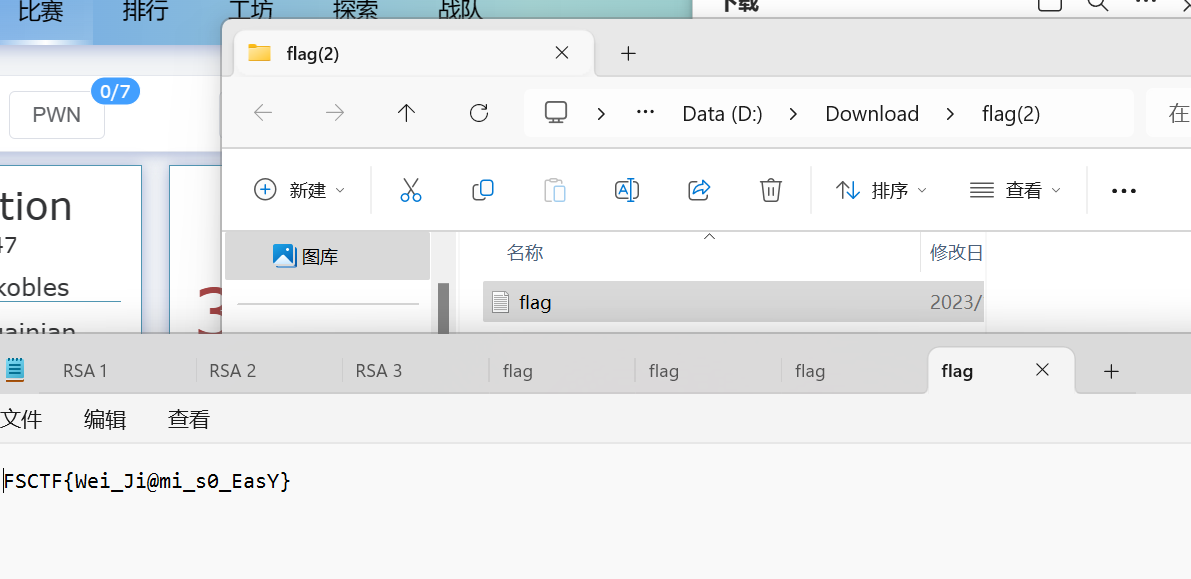 比赛 排行 工坊 探索 战队
下载
flag(2)
PWN 0/7
Data (D:) Download flag(2) 在
新建 排序 查看
tion
47
kobles
图库
名称 修改日
flag 2023/
RSA 1 RSA 2 RSA 3 flag flag flag flag
文件 编辑 查看
FSCTF{Wei_Ji@mi_s0_EasY}